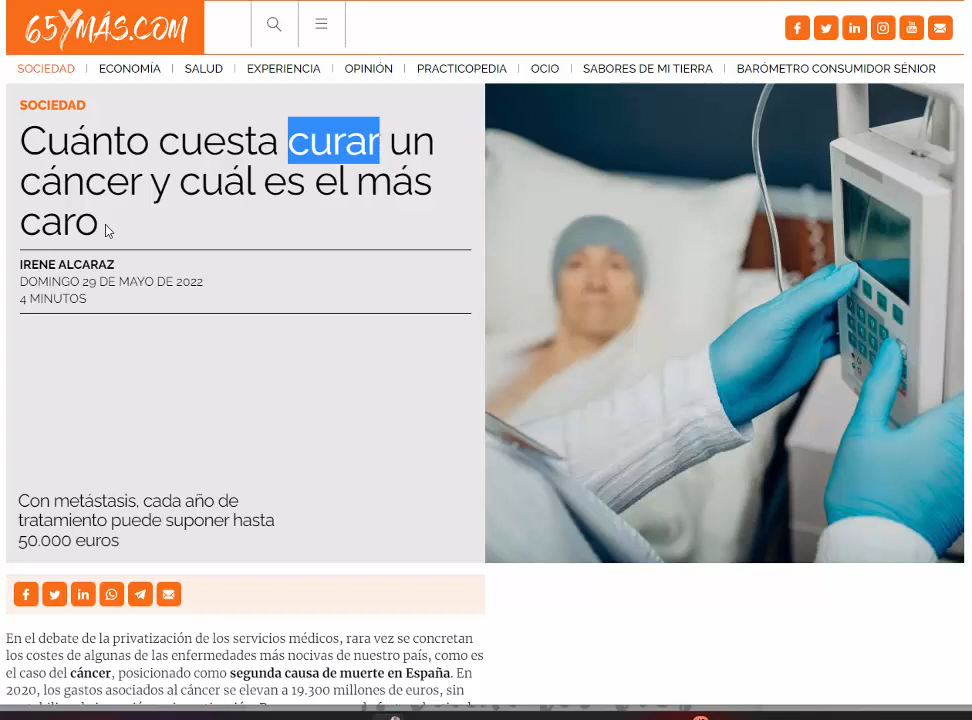 65YMÁS.COM
SOCIEDAD
ECONOMÍA
SALUD
EXPERIENCIA
OPINIÓN
PRACTICOPEDIA
OCIO
SABORES DE MI TIERRA
BARÓMETRO CONSUMIDOR SÉNIOR
SOCIEDAD
Cuánto cuesta curar un
cáncer y cuál es el más
caro
IRENE ALCARAZ
DOMINGO 29 DE MAYO DE 2022
4 MINUTOS
Con metástasis, cada año de
tratamiento puede suponer hasta
50.000 euros
En el debate de la privatización de los servicios médicos, rara vez se concretan
los costes de algunas de las enfermedades más nocivas de nuestro país, como es
el caso del cáncer, posicionado como segunda causa de muerte en España. En
2020, los gastos asociados al cáncer se elevan a 19.300 millones de euros, sin